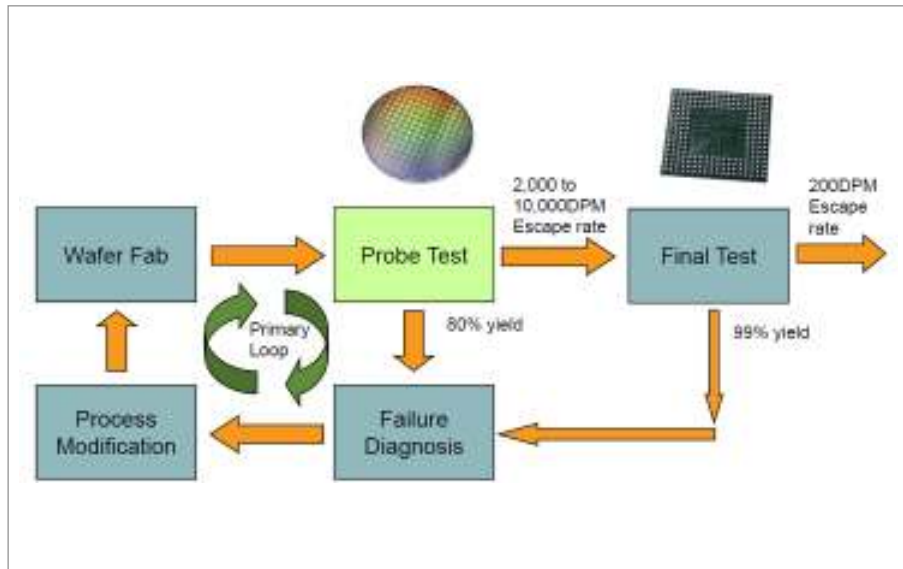 2,000 to
10,000DPM
Escape rate
200DPM
Escape
rate
Wafer Fab
Probe Test
Final Test
Primary
Loop
80% yield
99% yield
Process
Modification
Failure
Diagnosis